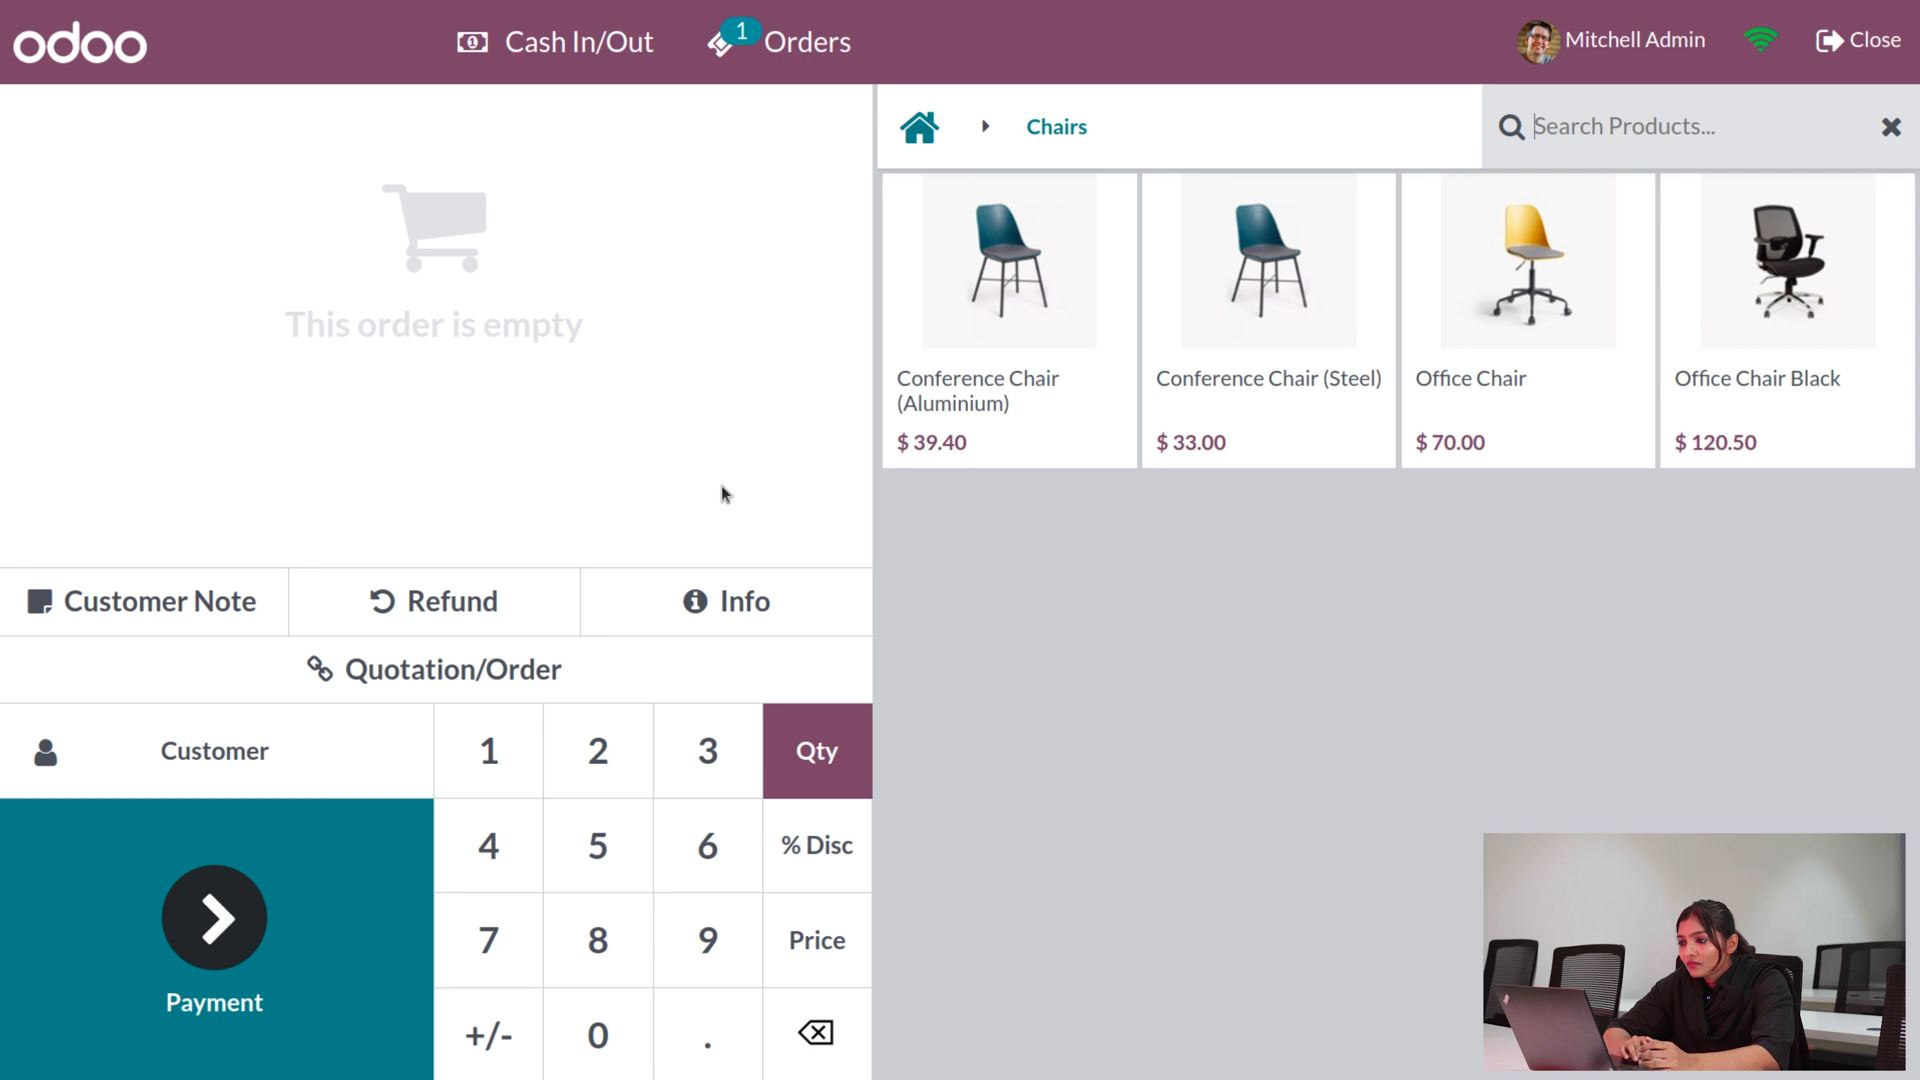 odoo
Cash In/Out
1
Orders
Mitchell Admin
Close
Chairs
Search Products...
This order is empty
Conference Chair
(Aluminium)
$ 39.40
Conference Chair (Steel)
$ 33.00
Office Chair
$ 70.00
Office Chair Black
$ 120.50
Customer Note
Refund
Info
Quotation/Order
Customer
1
2
3
Qty
4
5
6
% Disc
7
8
9
Price
Payment
+/-
0
.